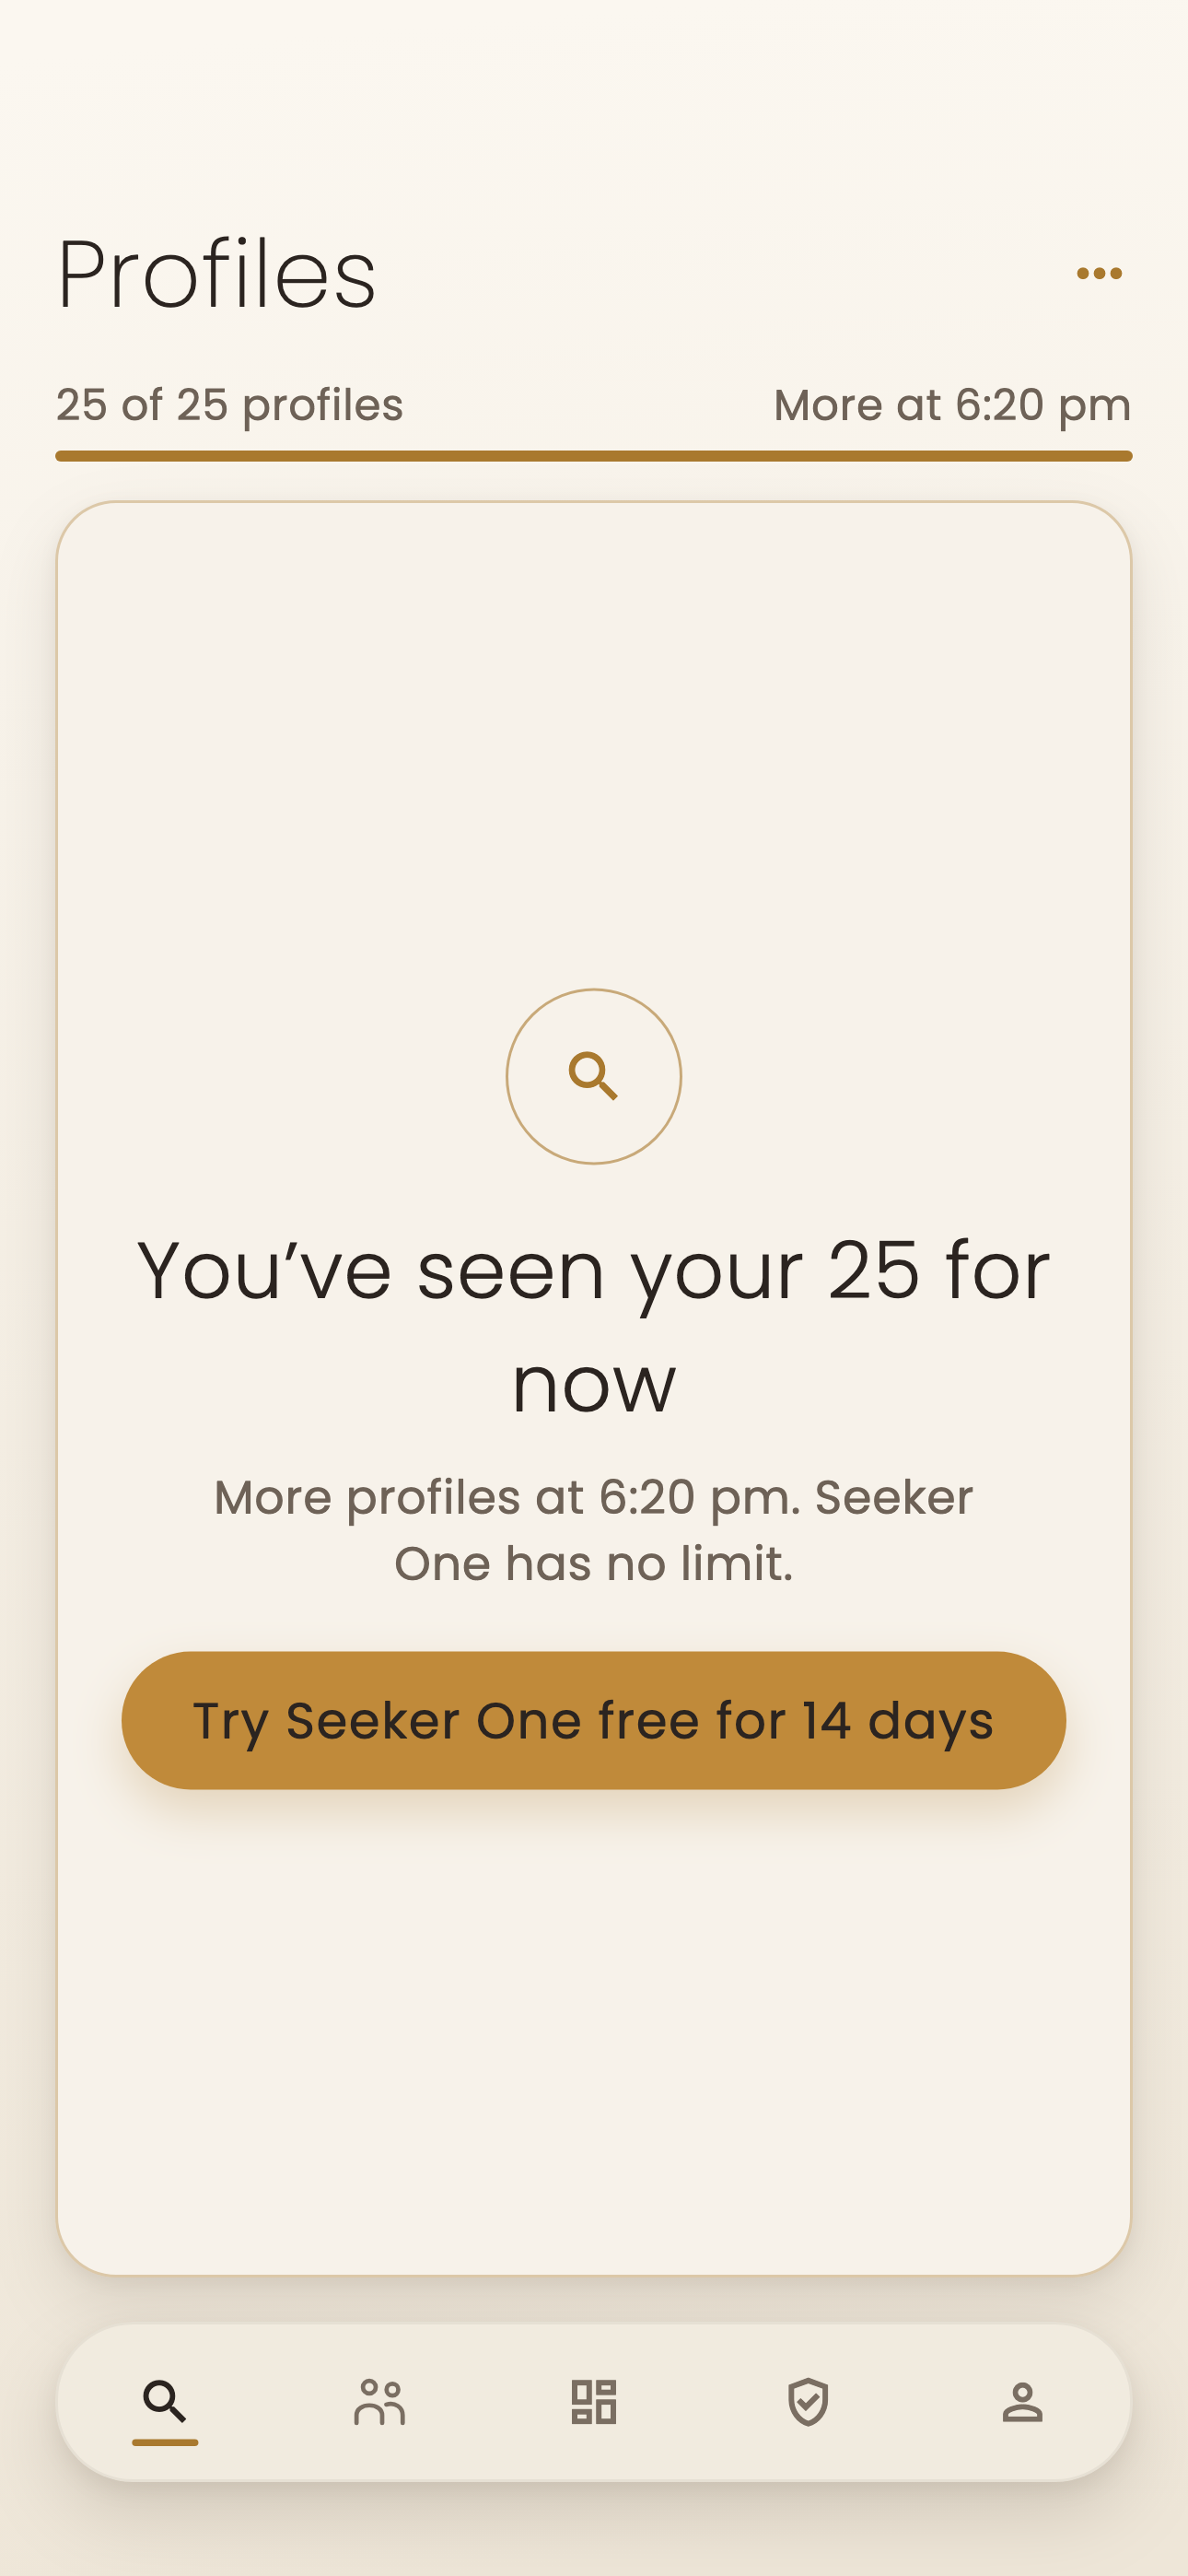 Profiles
25 of 25 profiles
More at 6:20 pm
You’ve seen your 25 for
now
More profiles at 6:20 pm. Seeker
One has no limit.
Try Seeker One free for 14 days